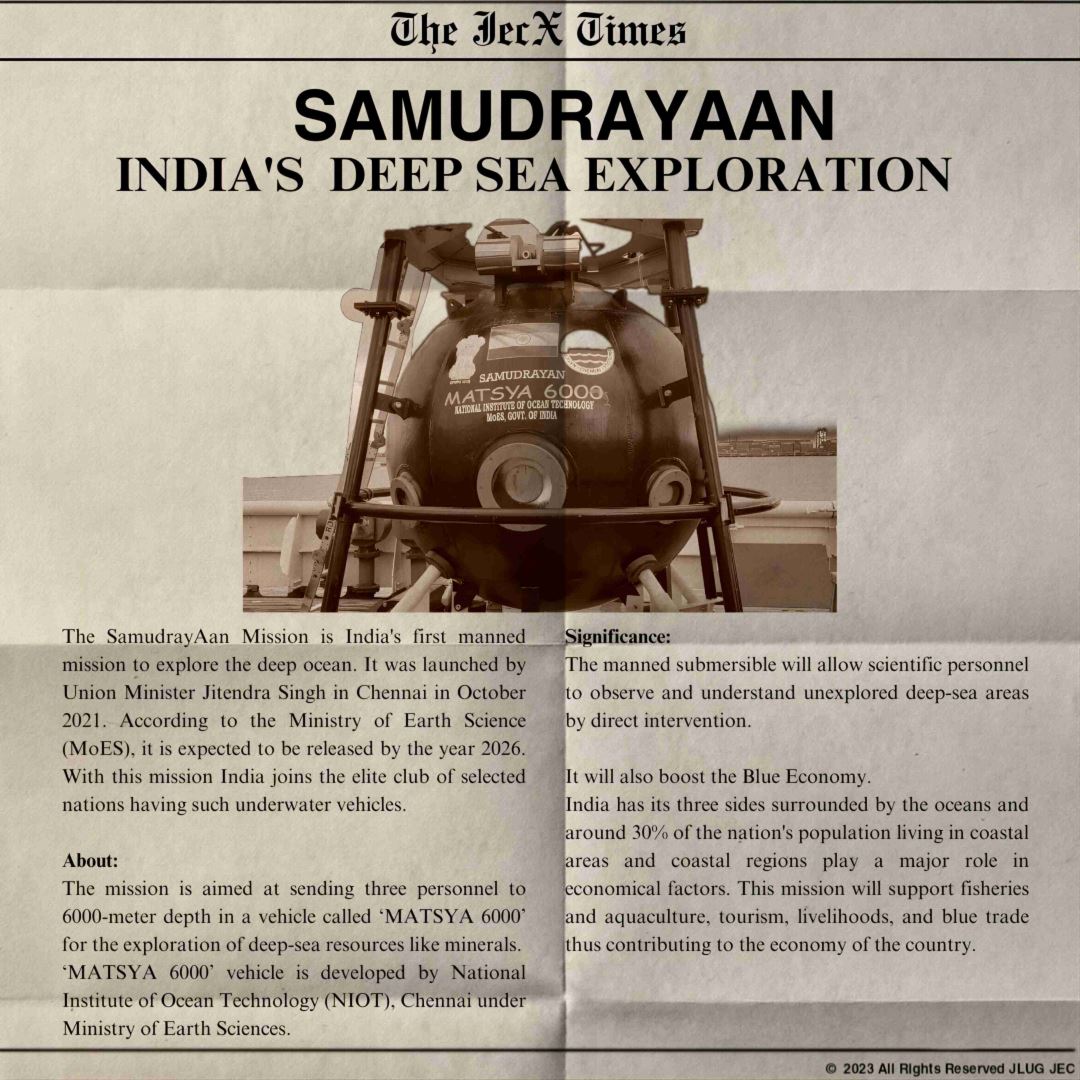 The JecX Times
SAMUDRAYAAN
INDIA'S DEEP SEA EXPLORATION
SAMUDRAYAN
MATSYA 6000
NATIONAL INSTITUTE OF OCEAN TECHNOLOGY
MoES, GOVT. OF INDIA
The SamudrayAan Mission is India's first manned
mission to explore the deep ocean. It was launched by
Union Minister Jitendra Singh in Chennai in October
2021. According to the Ministry of Earth Science
(MoES), it is expected to be released by the year 2026.
With this mission India joins the elite club of selected
nations having such underwater vehicles.
About:
The mission is aimed at sending three personnel to
6000-meter depth in a vehicle called ‘MATSYA 6000’
for the exploration of deep-sea resources like minerals.
‘MATSYA 6000’ vehicle is developed by National
Institute of Ocean Technology (NIOT), Chennai under
Ministry of Earth Sciences.
Significance:
The manned submersible will allow scientific personnel
to observe and understand unexplored deep-sea areas
by direct intervention.
It will also boost the Blue Economy.
India has its three sides surrounded by the oceans and
around 30% of the nation's population living in coastal
areas and coastal regions play a major role in
economical factors. This mission will support fisheries
and aquaculture, tourism, livelihoods, and blue trade
thus contributing to the economy of the country.
© 2023 All Rights Reserved JLUG JEC